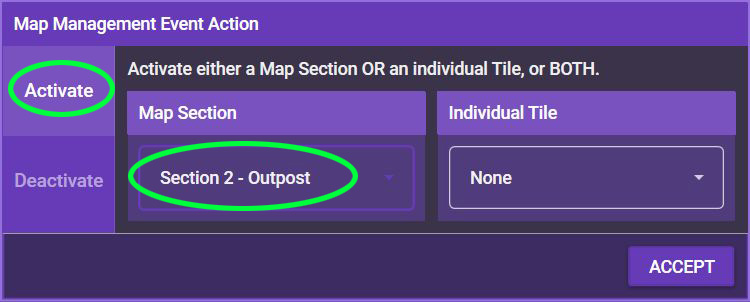 Map Management Event Action
Activate
Activate either a Map Section OR an individual Tile, or BOTH.
Map Section
Individual Tile
Section 2 - Outpost
None
Deactivate
ACCEPT